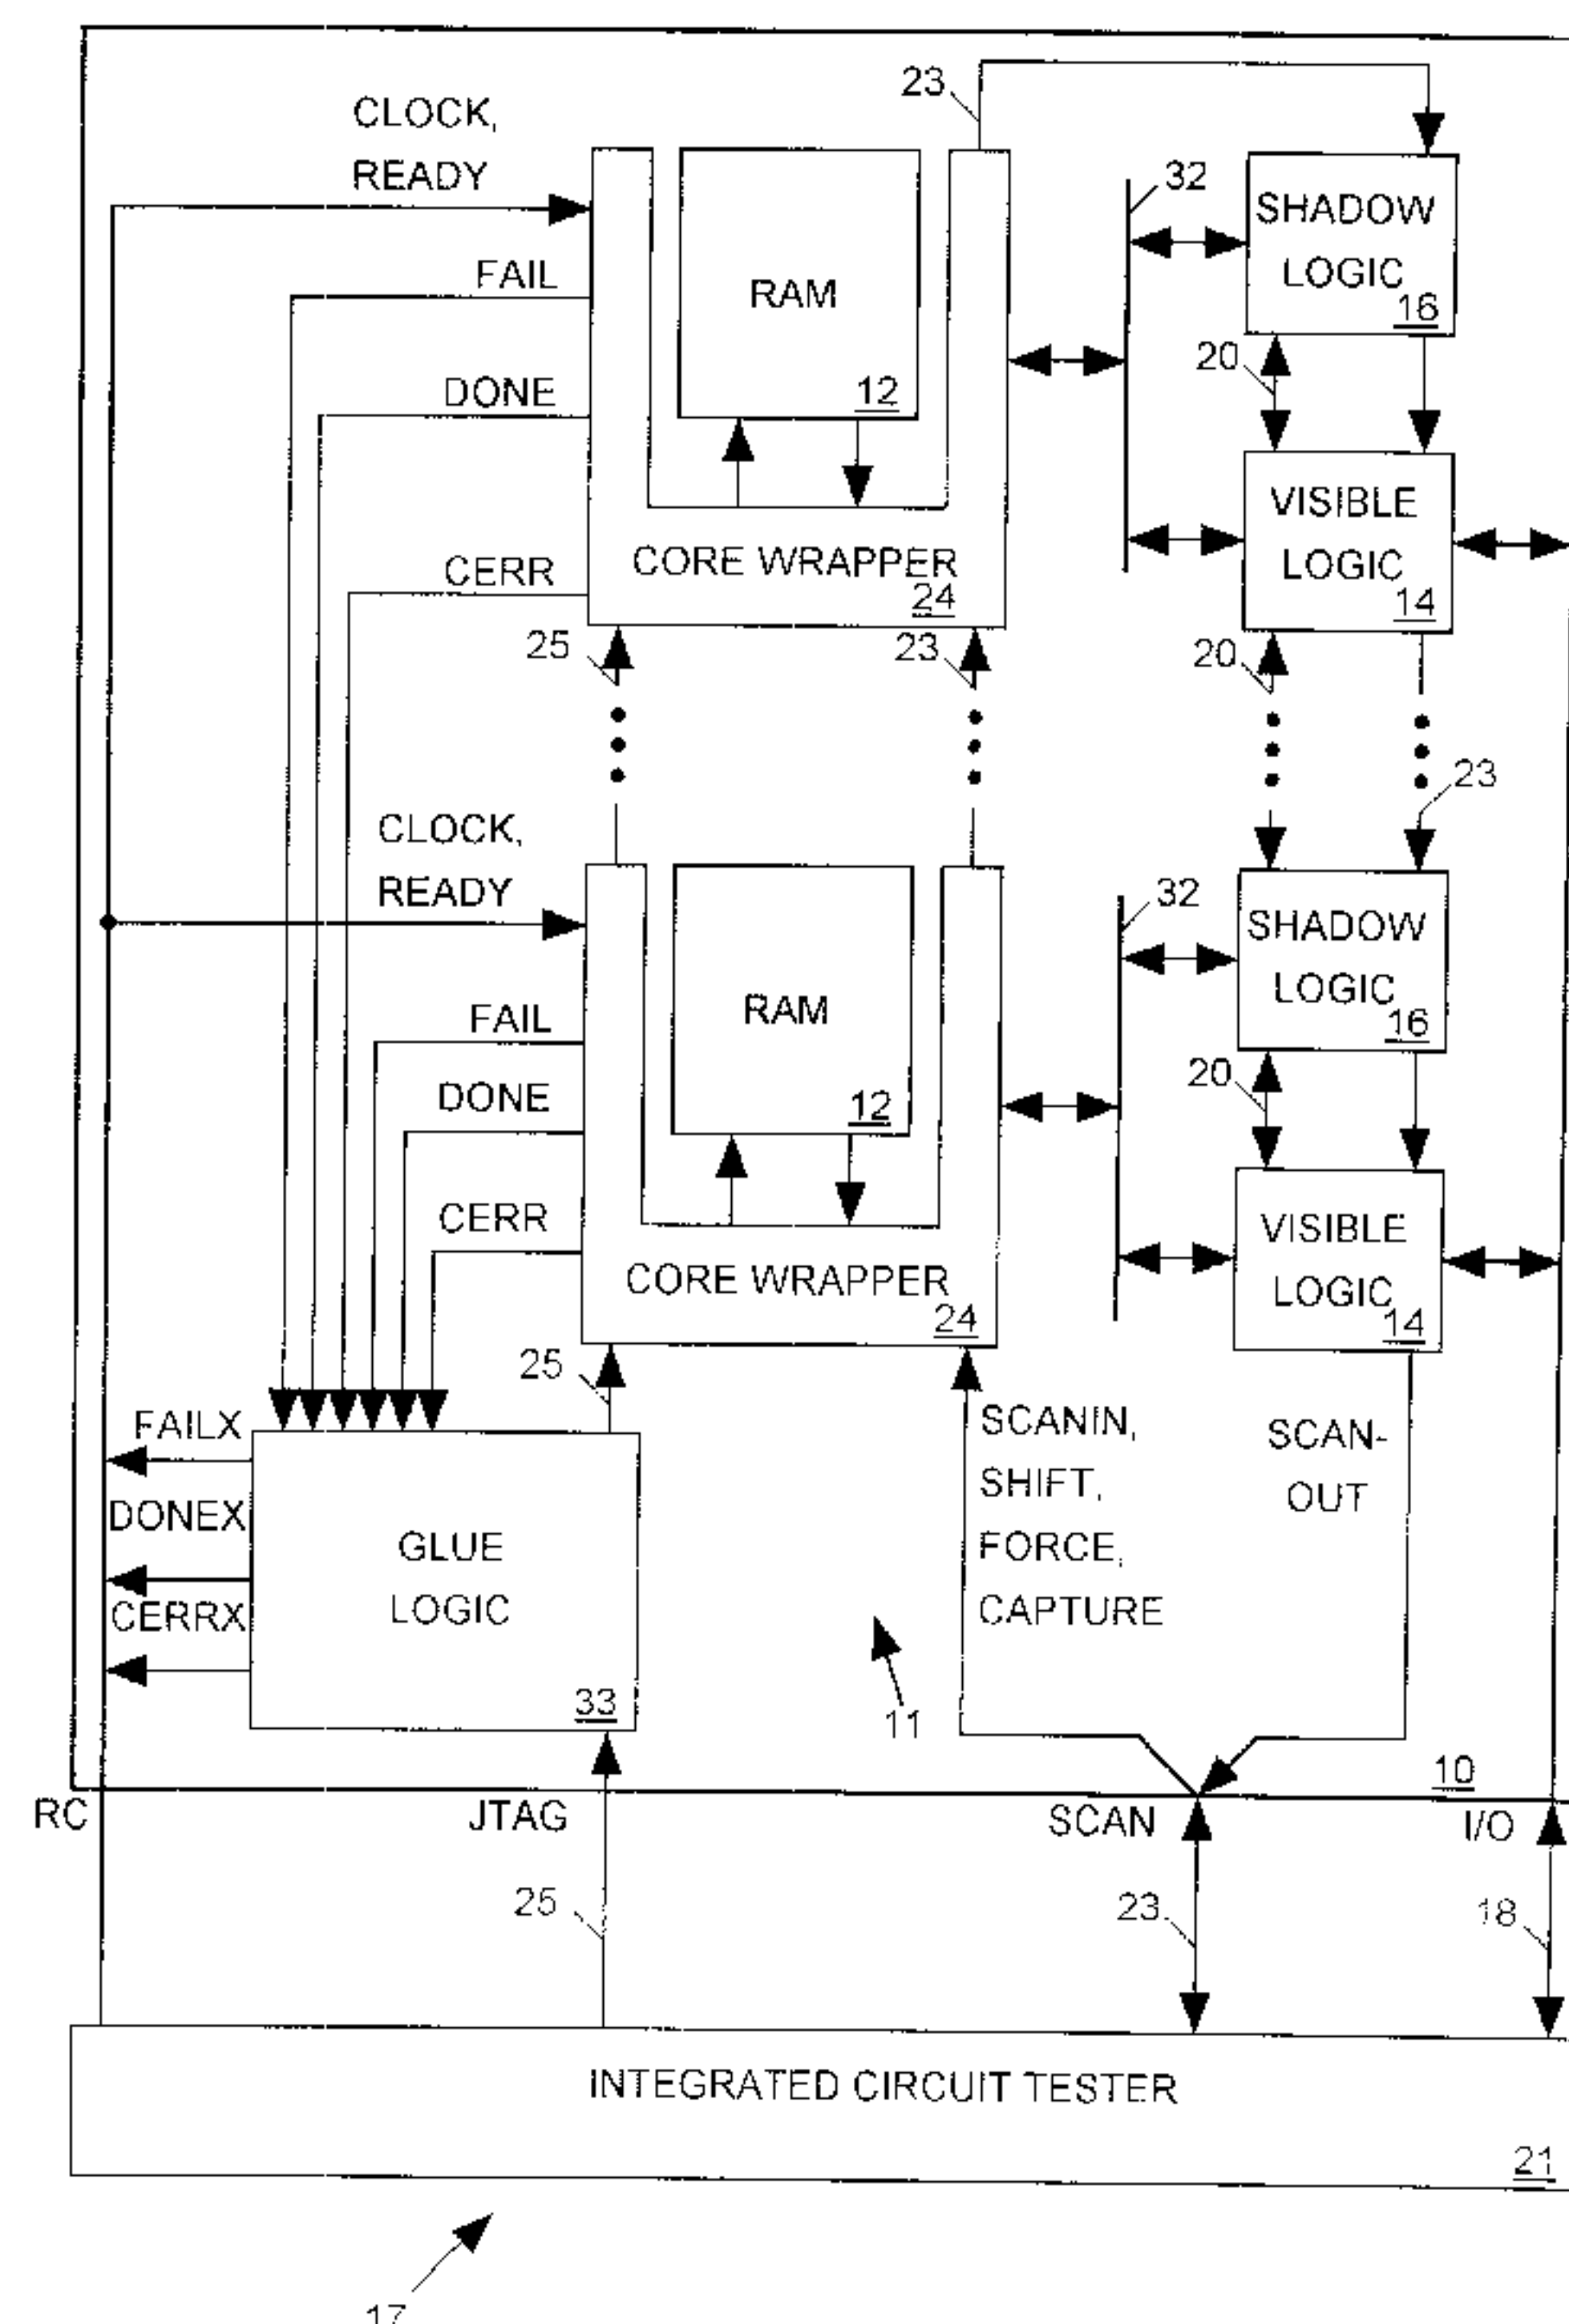 23
CLOCK,
READY
32
SHADOW
LOGIC
16
FAIL
RAM
20
DONE
12
VISIBLE
LOGIC
14
CERR
CORE WRAPPER
24
25
23
20
23
CLOCK,
READY
32
SHADOW
LOGIC
16
FAIL
RAM
20
DONE
12
VISIBLE
LOGIC
14
CERR
CORE WRAPPER
24
25
FAILX
SCANIN,
SHIFT,
FORCE,
CAPTURE
SCAN-
OUT
DONEX
GLUE
LOGIC
CERRX
33
11
10
RC
JTAG
SCAN
I/O
25
23
18
INTEGRATED CIRCUIT TESTER
21
17